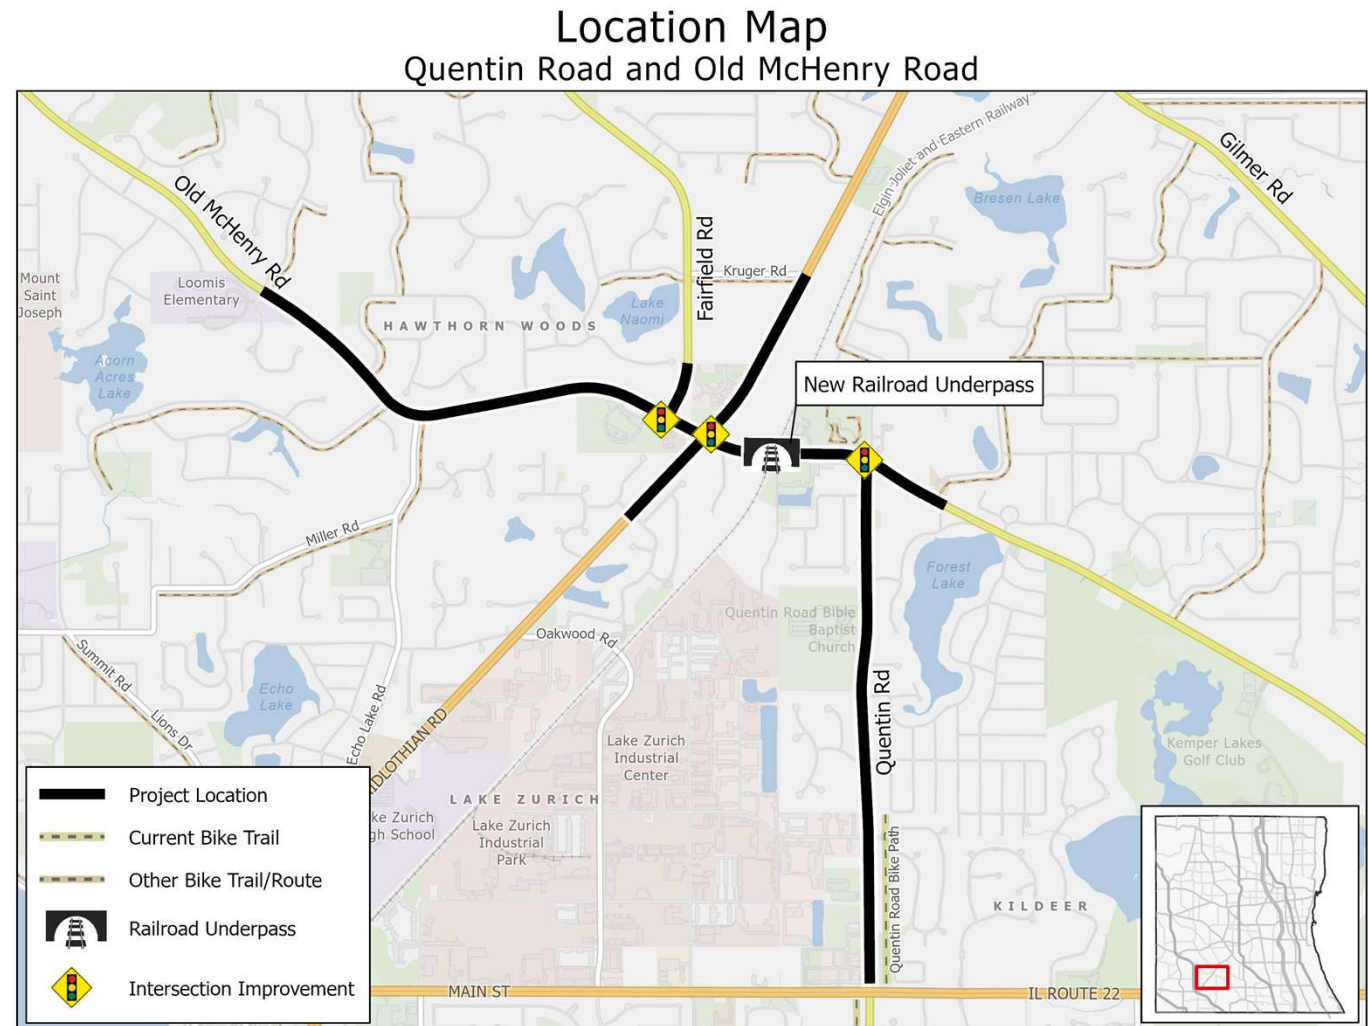 Location Map
Quentin Road and Old McHenry Road
Old McHenry Rd
Gilmer Rd
Elgin Joliet and Eastern Railway
Bresen Lake
Fairfield Rd
Kruger Rd
Mount
Saint
Joseph
Loomis
Elementary
Lake
Naomi
HAWTHORN WOODS
Acorn
Acres
Lake
New Railroad Underpass
Miller Rd
Forest
Lake
Quentin Road Bible
Baptist
Church
Oakwood Rd
Summit Rd
Lions Dr
Echo
Lake
Echo Lake Rd
IDLOTHIAN RD
Quentin Rd
Lake Zurich
Industrial
Center
Kemper Lakes
Golf Club
LAKE ZURICH
ke Zurich
gh School
Lake Zurich
Industrial
Park
Quentin Road Bike Path
KILDEER
MAIN ST
IL ROUTE 22
Project Location
Current Bike Trail
Other Bike Trail/Route
Railroad Underpass
Intersection Improvement